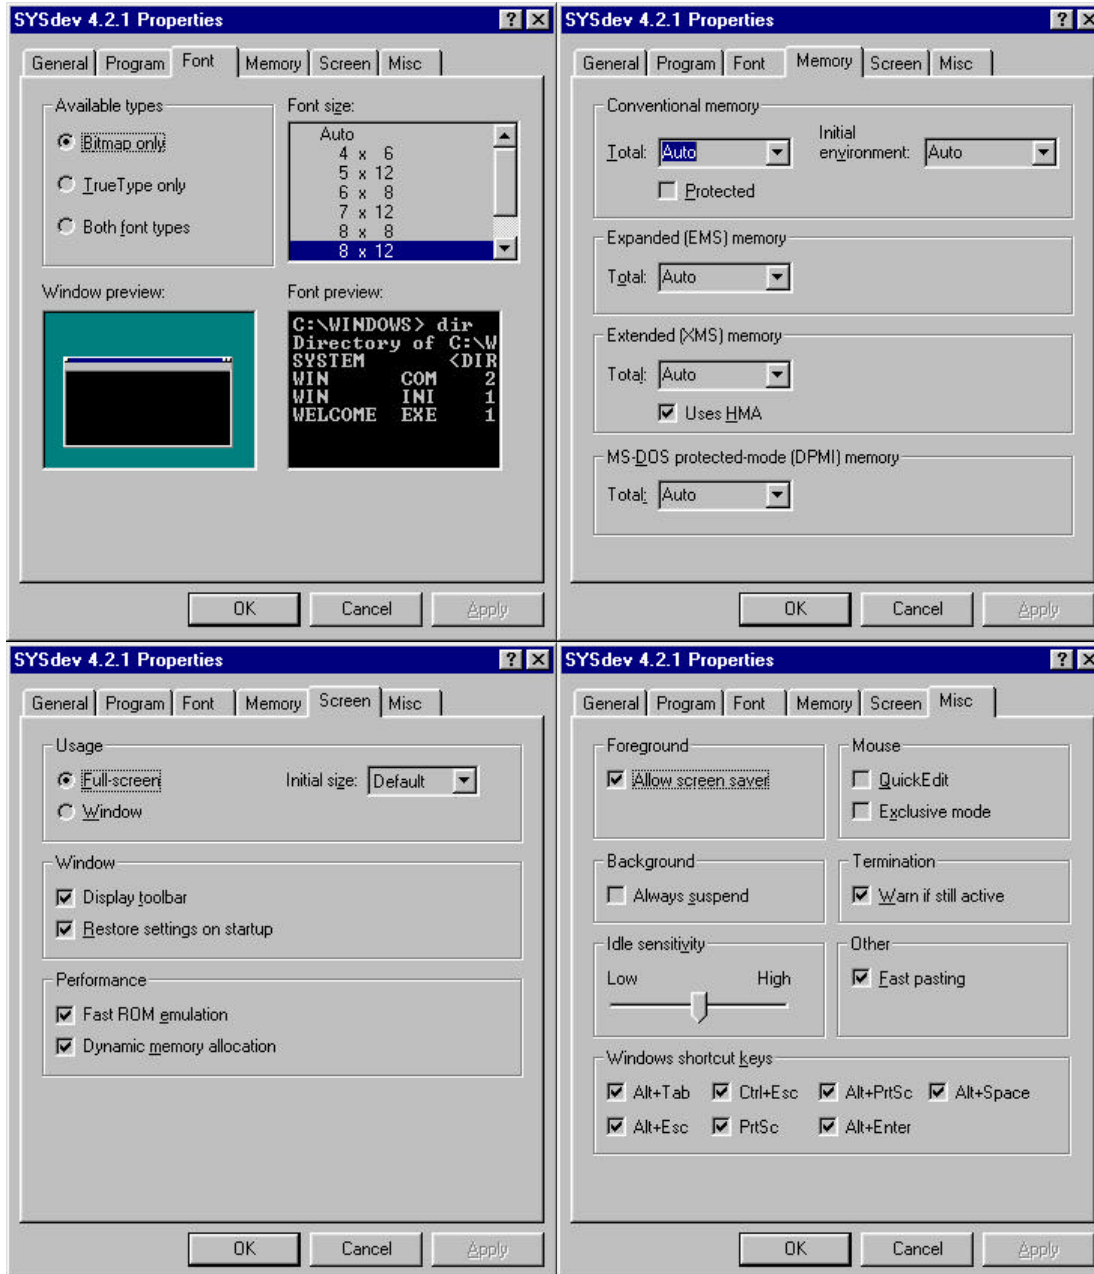 SYSdev 4.2.1 Properties
General Program Font Memory Screen Misc
Available types
Bitmap only
TrueType only
Both font types
Font size:
Auto
4 x 6
5 x 12
6 x 8
7 x 12
8 x 8
8 x 12
Window preview:
Font preview:
C:\WINDOWS> dir
Directory of C:\W
SYSTEM <DIR
WIN COM 2
WIN INI 1
WELCOME EXE 1
OK Cancel Apply
SYSdev 4.2.1 Properties
General Program Font Memory Screen Misc
Conventional memory
Total: Auto
Initial
environment: Auto
Protected
Expanded (EMS) memory
Total: Auto
Extended (XMS) memory
Total: Auto
Uses HMA
MS-DOS protected-mode (DPMI) memory
Total: Auto
OK Cancel Apply
SYSdev 4.2.1 Properties
General Program Font Memory Screen Misc
Usage
Full-screen
Window
Initial size: Default
Window
Display toolbar
Restore settings on startup
Performance
Fast ROM emulation
Dynamic memory allocation
OK Cancel Apply
SYSdev 4.2.1 Properties
General Program Font Memory Screen Misc
Foreground
Allow screen saver
Mouse
QuickEdit
Exclusive mode
Background
Always suspend
Termination
Warn if still active
Idle sensitivity
Low High
Other
Fast pasting
Windows shortcut keys
Alt+Tab Ctrl+Esc Alt+PrtSc Alt+Space
Alt+Esc PrtSc Alt+Enter
OK Cancel Apply